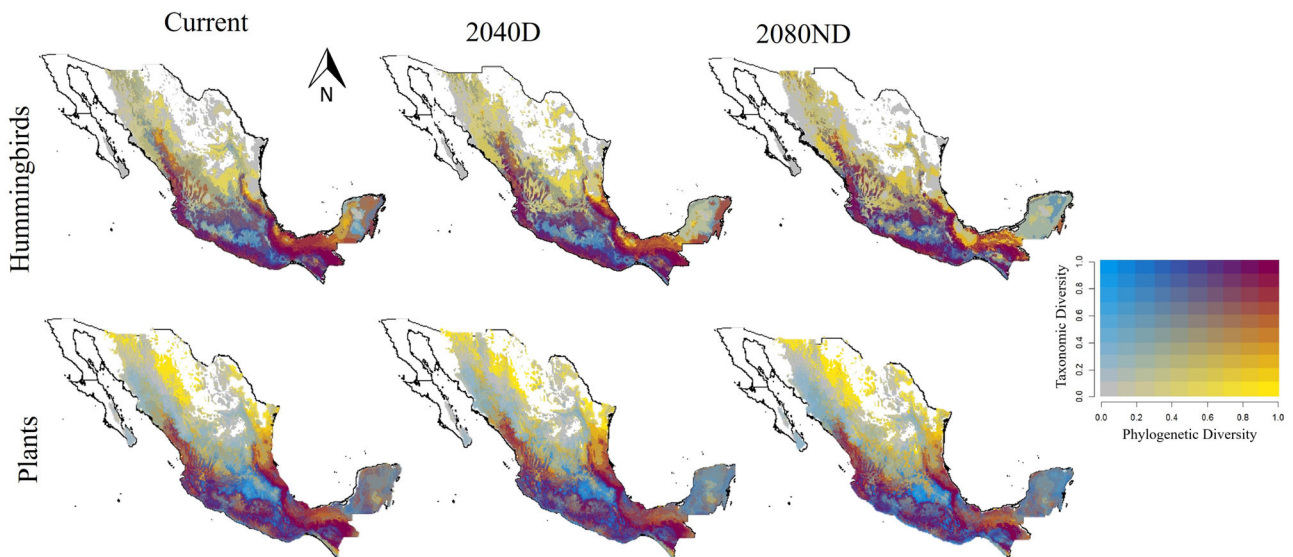 Current
2040D
2080ND
N
Hummingbirds
Plants
Taxonomic Diversity
1.0
0.8
0.6
0.4
0.2
0.0
0.0 0.2 0.4 0.6 0.8 1.0
Phylogenetic Diversity